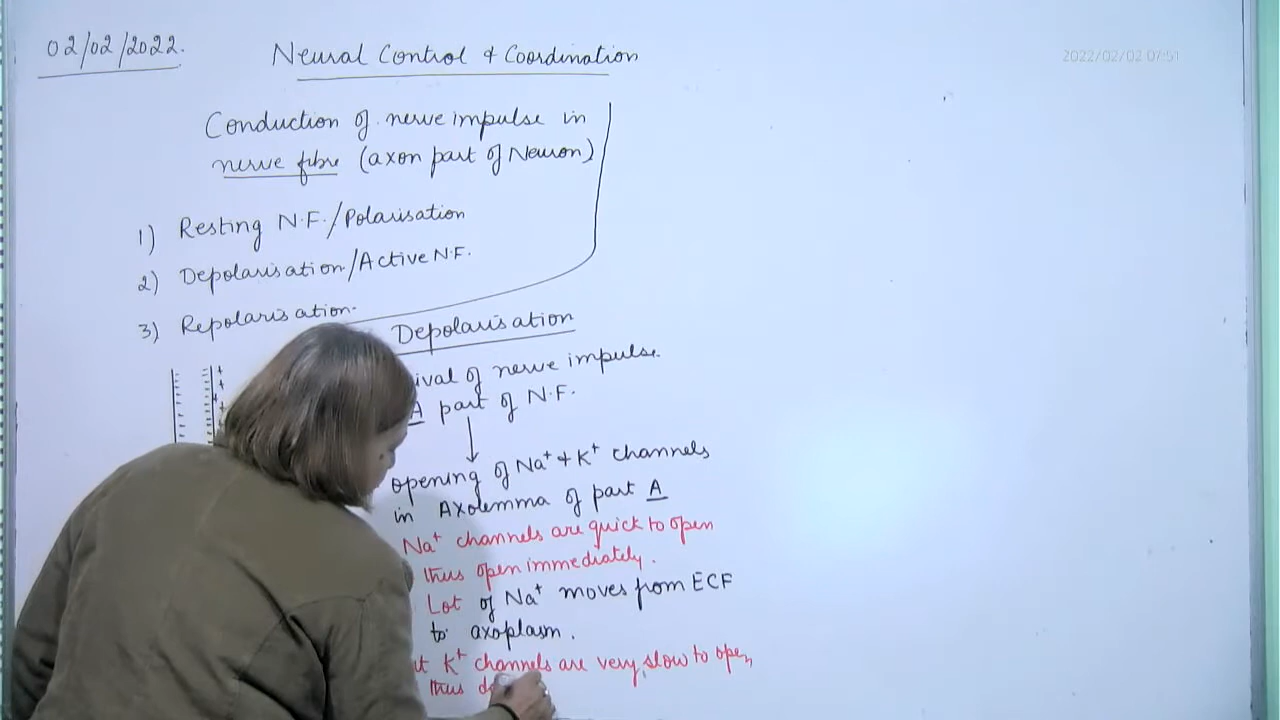 02/02/2022.
Neural Control & Coordination
2022/02/02 07:51
Conduction of nerve impulse in
nerve fibre (axon part of Neuron)
1) Resting N.F./Polarisation
2) Depolarisation/Active N.F.
3) Repolarisation.
Depolarisation
ival of nerve impulse.
A part of N.F.
opening of Na+ & K+ channels
in Axolemma of part A
Na+ channels are quick to open
thus open immediately.
Lot of Na+ moves from ECF
to axoplasm.
ut K+ channels are very slow to open,
thus d